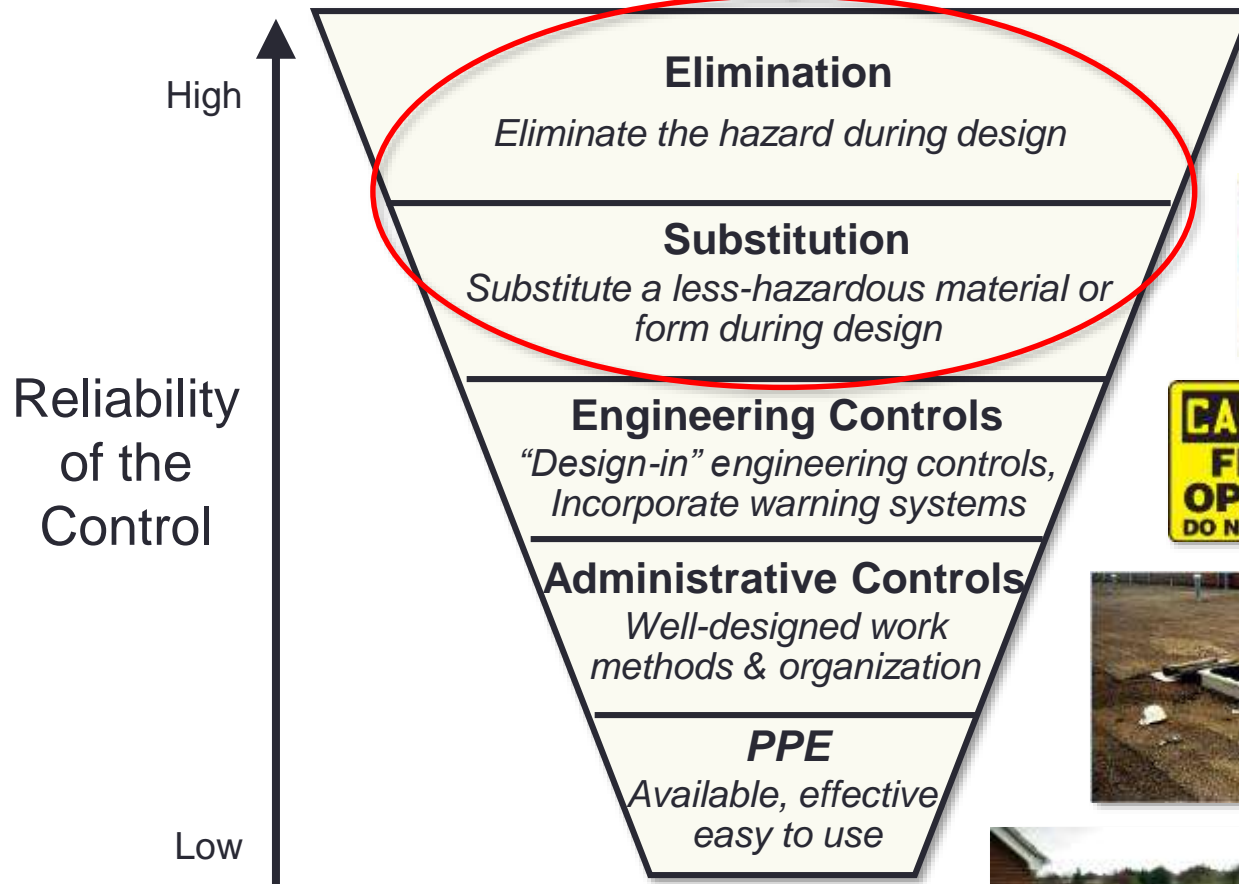 High
Reliability
of the
Control
Low
Elimination
Eliminate the hazard during design
Substitution
Substitute a less-hazardous material or
form during design
Engineering Controls
“Design-in” engineering controls,
Incorporate warning systems
Administrative Controls
Well-designed work
methods & organization
PPE
Available, effective
easy to use
DO